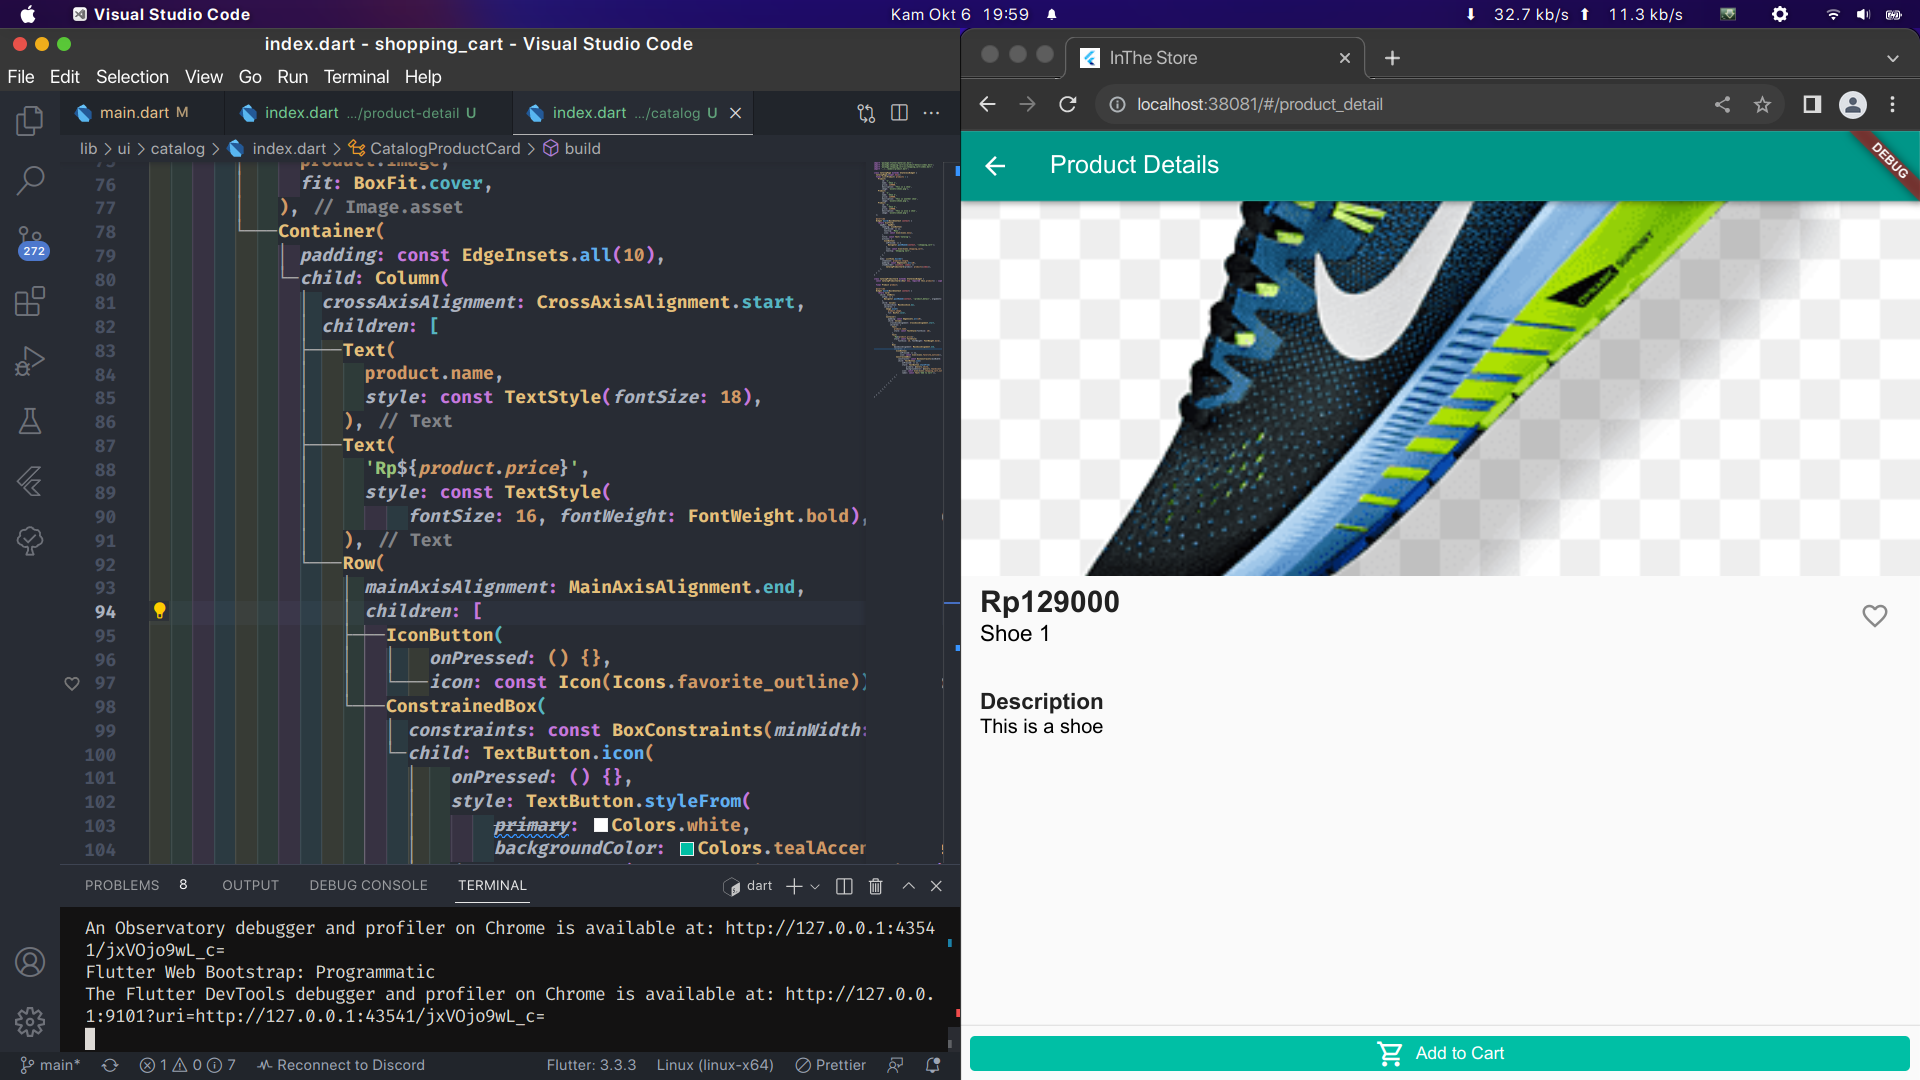 Visual Studio Code
Kam Okt 6 19:59
32.7 kb/s
11.3 kb/s
index.dart - shopping_cart - Visual Studio Code
File Edit Selection View Go Run Terminal Help
main.dart M
index.dart .../product-detail U
index.dart .../catalog U
lib > ui > catalog > index.dart > CatalogProductCard > build
75 product.image,
76 fit: BoxFit.cover,
77 ), // Image.asset
78 Container(
79 padding: const EdgeInsets.all(10),
80 child: Column(
81 crossAxisAlignment: CrossAxisAlignment.start,
82 children: [
83 Text(
84 product.name,
85 style: const TextStyle(fontSize: 18),
86 ), // Text
87 Text(
88 'Rp${product.price}',
89 style: const TextStyle(
90 fontSize: 16, fontWeight: FontWeight.bold),
91 ), // Text
92 Row(
93 mainAxisAlignment: MainAxisAlignment.end,
94 children: [
95 IconButton(
96 onPressed: () {},
97 icon: const Icon(Icons.favorite_outline))
98 ConstrainedBox(
99 constraints: const BoxConstraints(minWidth:
100 child: TextButton.icon(
101 onPressed: () {},
102 style: TextButton.styleFrom(
103 primary: Colors.white,
104 backgroundColor: Colors.tealAccen
272
PROBLEMS 8 OUTPUT DEBUG CONSOLE TERMINAL
dart
An Observatory debugger and profiler on Chrome is available at: http://127.0.0.1:4354
1/jxVOjo9wL_c=
Flutter Web Bootstrap: Programmatic
The Flutter DevTools debugger and profiler on Chrome is available at: http://127.0.0.
1:9101?uri=http://127.0.0.1:43541/jxVOjo9wL_c=
main* 1 0 7 Reconnect to Discord Flutter: 3.3.3 Linux (linux-x64) Prettier
InThe Store
localhost:38081/#/product_detail
Product Details
DEBUG
SUPPORT
Rp129000
Shoe 1
Description
This is a shoe
Add to Cart